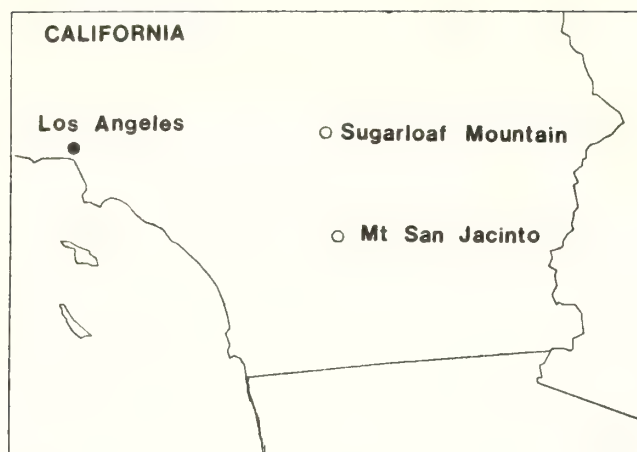 CALIFORNIA
Los Angeles
Sugarloaf Mountain
Mt San Jacinto